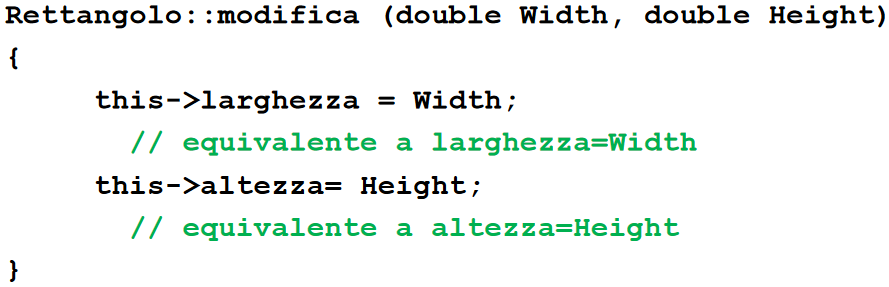 Rettangolo::modifica (double Width, double Height)
{
this->larghezza = Width;
// equivalente a larghezza=Width
this->altezza= Height;
// equivalente a altezza=Height
}